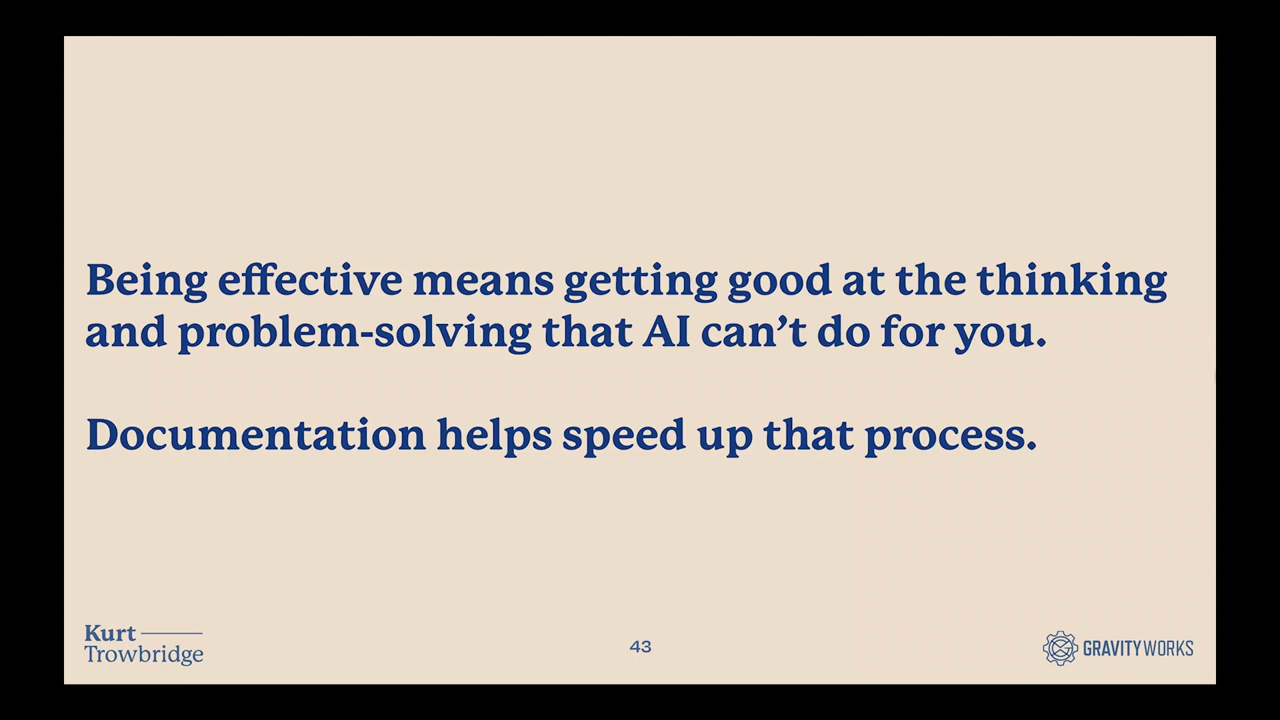 Being effective means getting good at the thinking
and problem-solving that AI can’t do for you.
Documentation helps speed up that process.
Kurt
Trowbridge
43
GRAVITYWORKS